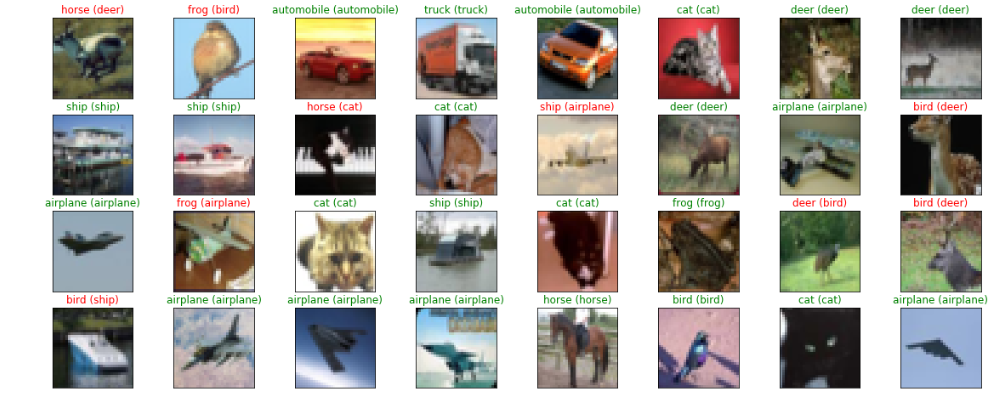 horse (deer) frog (bird) automobile (automobile) truck (truck) automobile (automobile) cat (cat) deer (deer) deer (deer)
ship (ship) ship (ship) horse (cat) cat (cat) ship (airplane) deer (deer) airplane (airplane) bird (deer)
airplane (airplane) frog (airplane) cat (cat) ship (ship) cat (cat) frog (frog) deer (bird) bird (deer)
bird (ship) airplane (airplane) airplane (airplane) airplane (airplane) horse (horse) bird (bird) cat (cat) airplane (airplane)